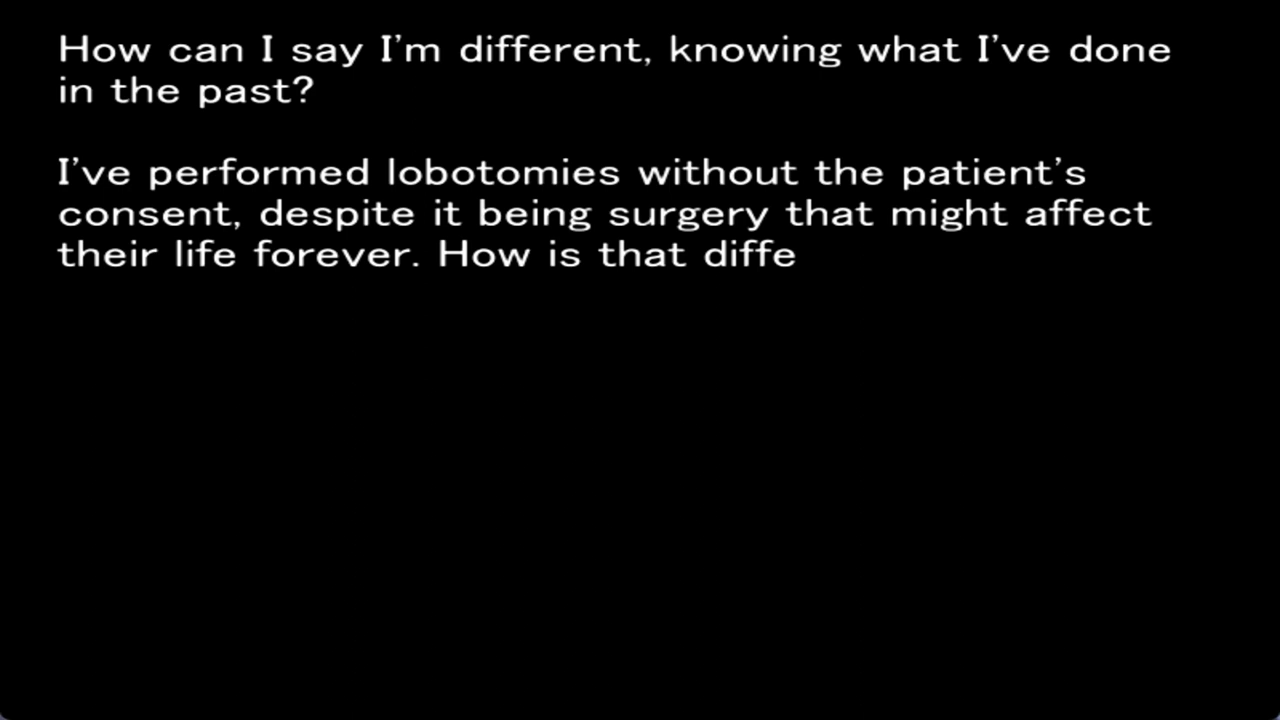 How can I say I’m different, knowing what I’ve done
in the past?
I’ve performed lobotomies without the patient’s
consent, despite it being surgery that might affect
their life forever. How is that diffe